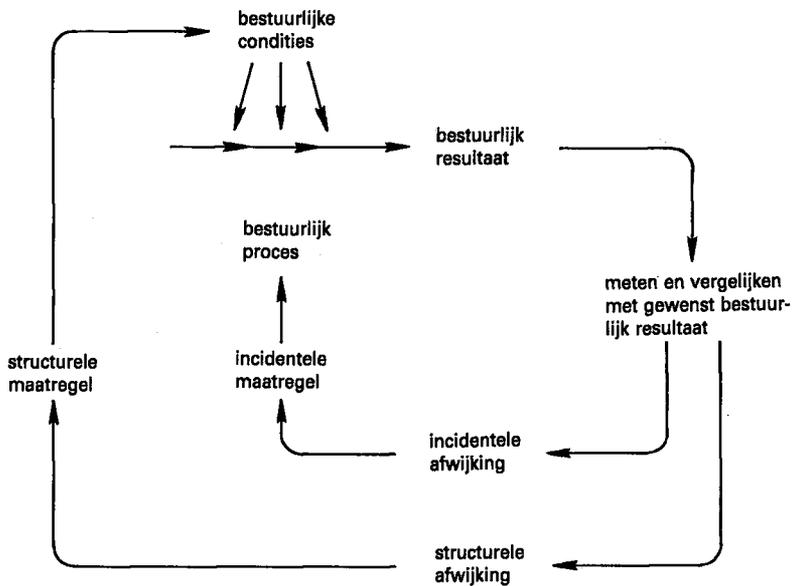 bestuurlijke
condities
bestuurlijk
resultaat
bestuurlijk
proces
meten en vergelijken
met gewenst bestuur-
lijk resultaat
structurele
maatregel
incidentele
maatregel
incidentele
afwijking
structurele
afwijking